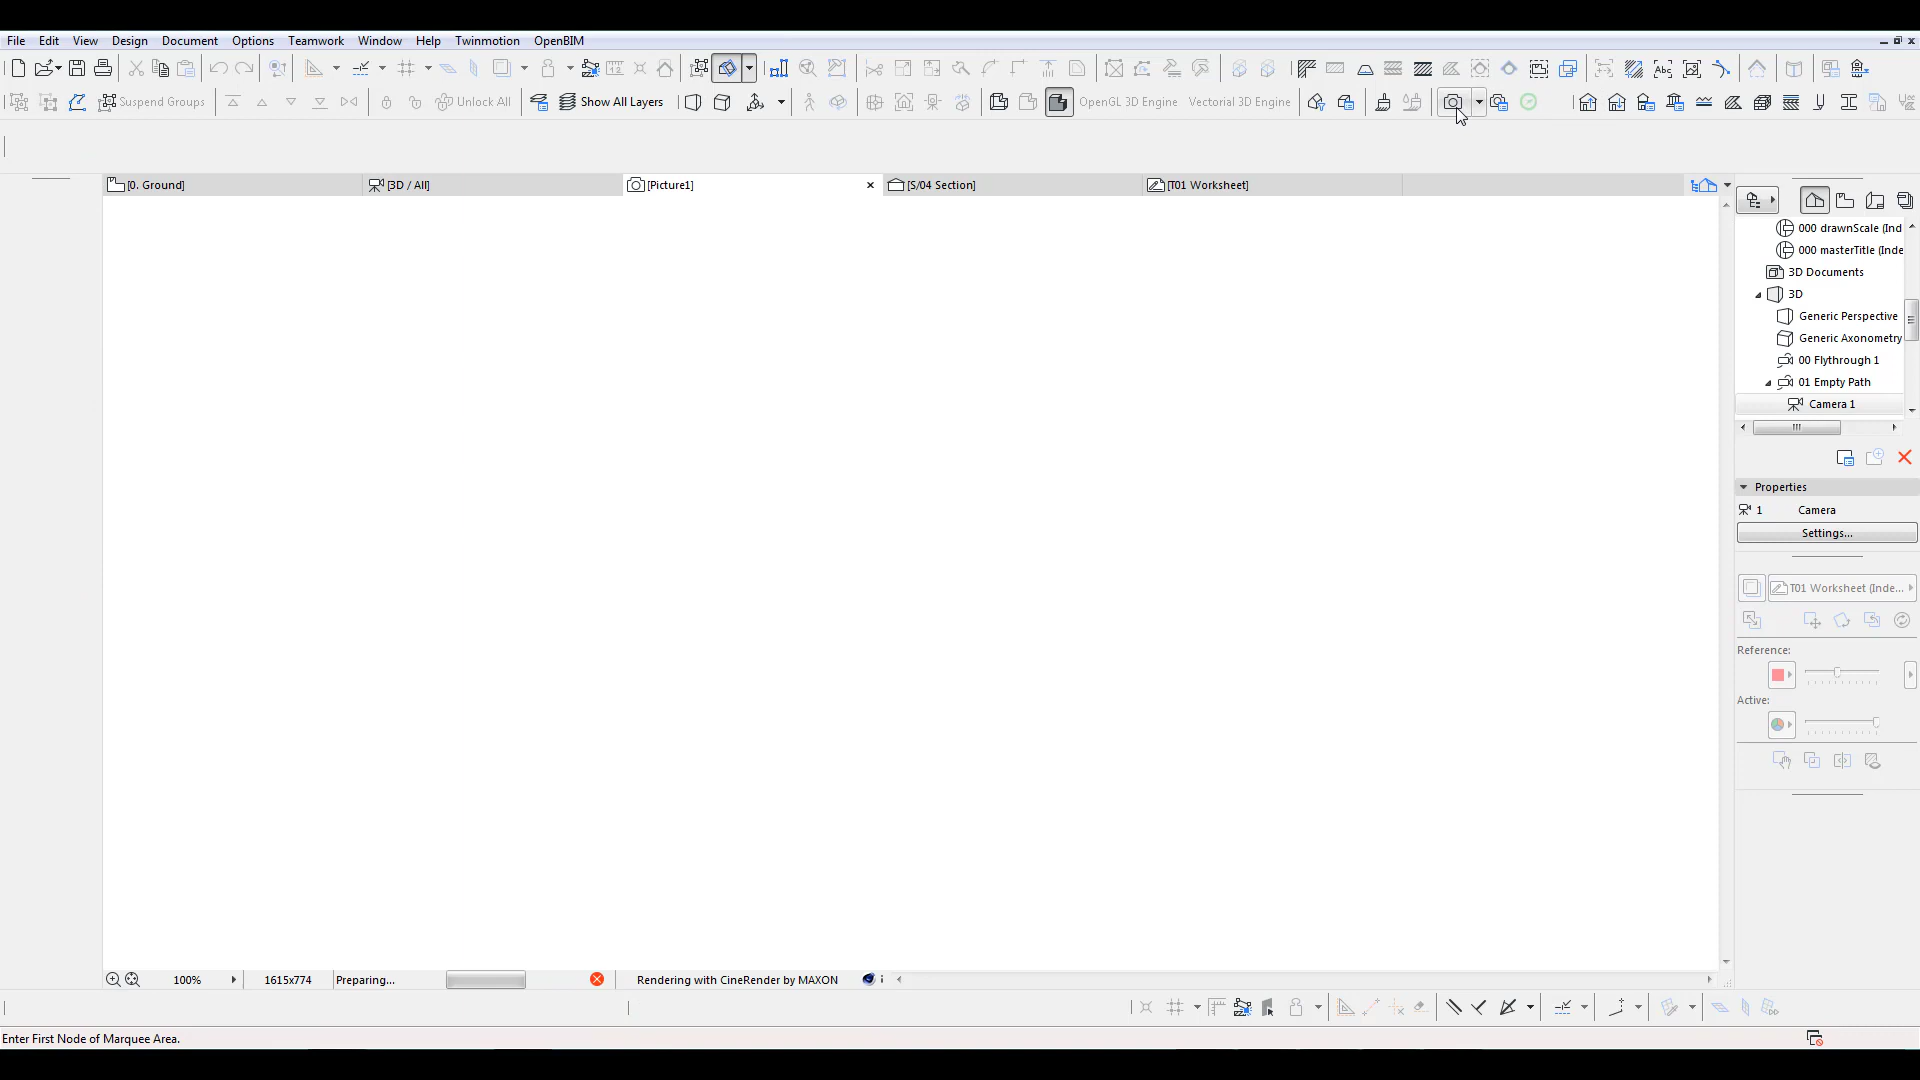 File Edit View Design Document Options Teamwork Window Help Twinmotion OpenBIM
Suspend Groups Unlock All Show All Layers OpenGL 3D Engine Vectorial 3D Engine
[0. Ground] [3D / All] [Picture1] [S/04 Section] [T01 Worksheet]
000 drawnScale (Ind
000 masterTitle (Inde
3D Documents
3D
Generic Perspective
Generic Axonometry
00 Flythrough 1
01 Empty Path
Camera 1
Properties
1 Camera
Settings...
T01 Worksheet (Inde...
Reference:
Active:
100% 1615x774 Preparing... Rendering with CineRender by MAXON i
Enter First Node of Marquee Area.